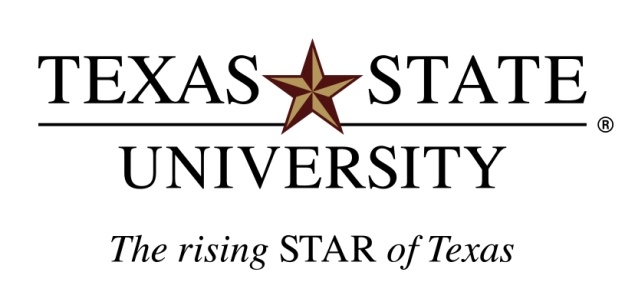 TEXAS STATE
®
UNIVERSITY
The rising STAR of Texas